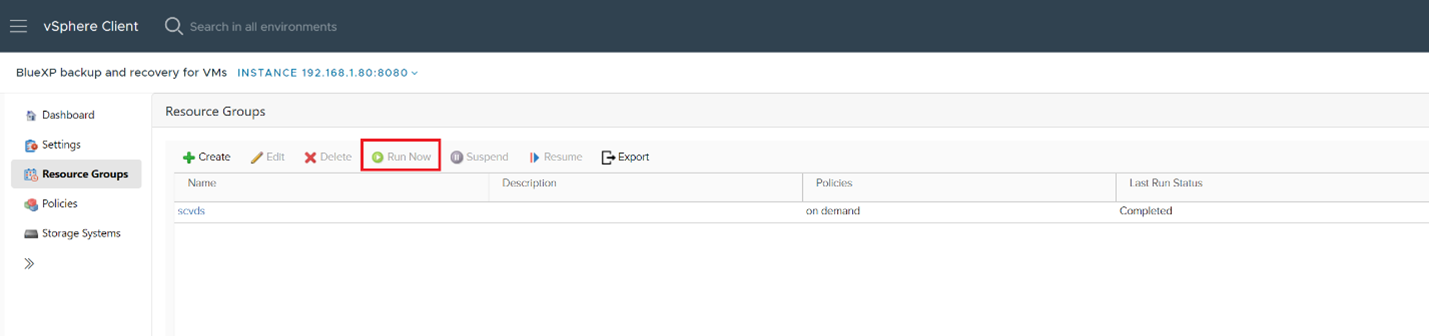 vSphere Client Search in all environments
BlueXP backup and recovery for VMs INSTANCE 192.168.1.80:8080
Dashboard
Settings
Resource Groups
Policies
Storage Systems
Resource Groups
Create Edit Delete Run Now Suspend Resume Export
Name Description Policies Last Run Status
scvds on demand Completed